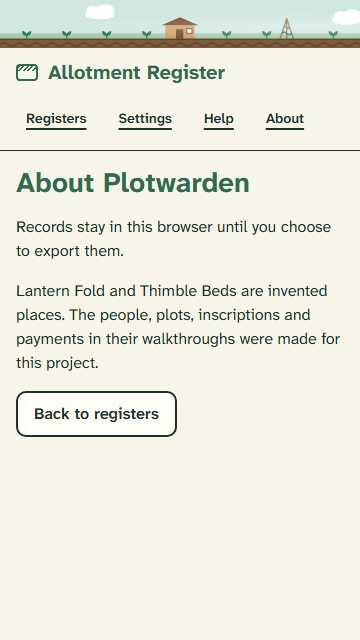 Allotment Register
Registers Settings Help About
About Plotwarden
Records stay in this browser until you choose
to export them.
Lantern Fold and Thimble Beds are invented
places. The people, plots, inscriptions and
payments in their walkthroughs were made for
this project.
Back to registers